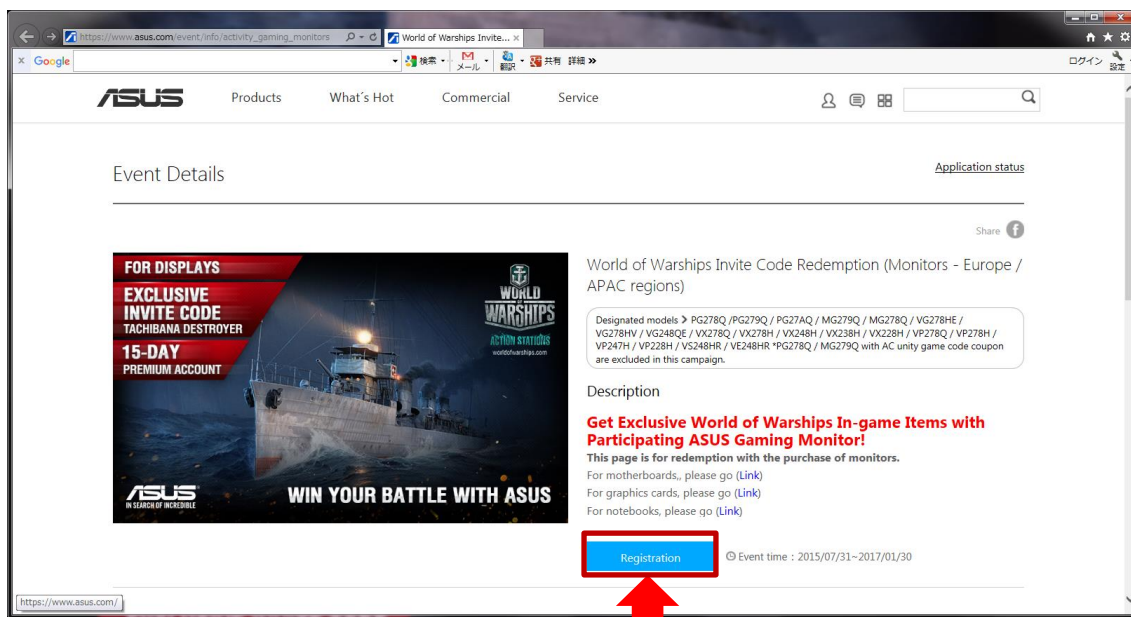 https://www.asus.com/event/info/activity_gaming_monitors
World of Warships Invite... ×
x Google
検索
メール
翻訳
共有
詳細 »
ログイン
設定
ASUS
Products
What´s Hot
Commercial
Service
Event Details
Application status
Share
FOR DISPLAYS
EXCLUSIVE
INVITE CODE
TACHIBANA DESTROYER
15-DAY
PREMIUM ACCOUNT
WORLD
OF
WARSHIPS
ACTION STATIONS
worldofwarships.com
ASUS
IN SEARCH OF INCREDIBLE
WIN YOUR BATTLE WITH ASUS
World of Warships Invite Code Redemption (Monitors - Europe /
APAC regions)
Designated models > PG278Q /PG279Q / PG27AQ / MG279Q / MG278Q / VG278HE /
VG278HV / VG248QE / VX278Q / VX278H / VX248H / VX238H / VX228H / VP278Q / VP278H /
VP247H / VP228H / VS248HR / VE248HR *PG278Q / MG279Q with AC unity game code coupon
are excluded in this campaign.
Description
Get Exclusive World of Warships In-game Items with
Participating ASUS Gaming Monitor!
This page is for redemption with the purchase of monitors.
For motherboards,, please go (Link)
For graphics cards, please go (Link)
For notebooks, please go (Link)
Registration
Event time : 2015/07/31~2017/01/30
https://www.asus.com/